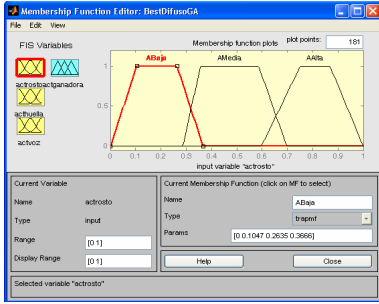 Membership Function Editor: BestDifusoGA
File Edit View
FIS Variables
Membership function plots plot points: 181
actrosto actganadora
acthuella
actvoz
ABaja AMedia AAlta
1
0.5
0
0 0.1 0.2 0.3 0.4 0.5 0.6 0.7 0.8 0.9 1
input variable "actrosto"
Current Variable
Name actrosto
Type input
Range [0 1]
Display Range [0 1]
Current Membership Function (click on MF to select)
Name ABaja
Type trapmf
Params [0 0.1047 0.2635 0.3666]
Help Close
Selected variable "actrosto"